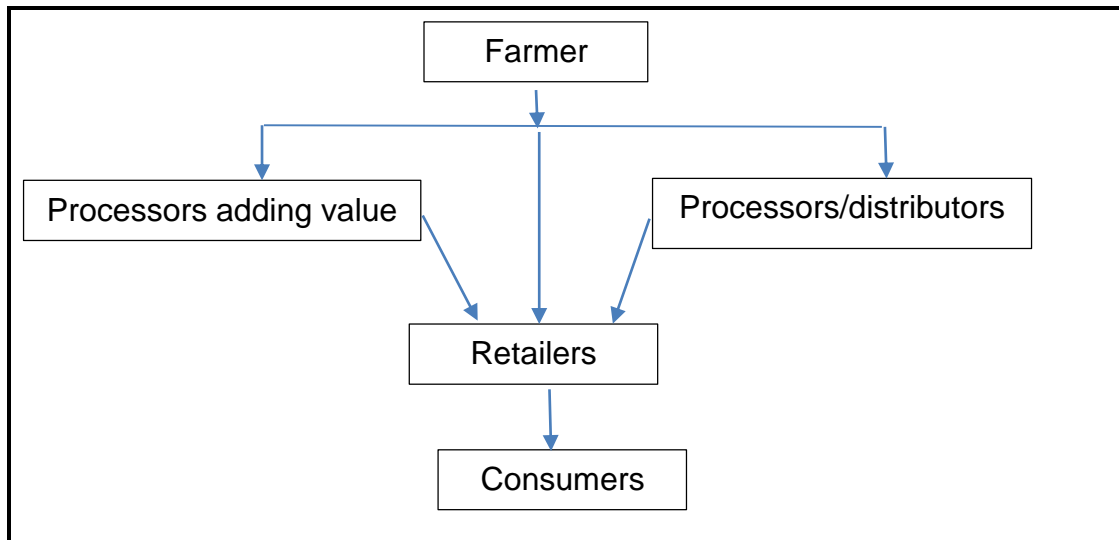 Farmer
Processors adding value
Processors/distributors
Retailers
Consumers